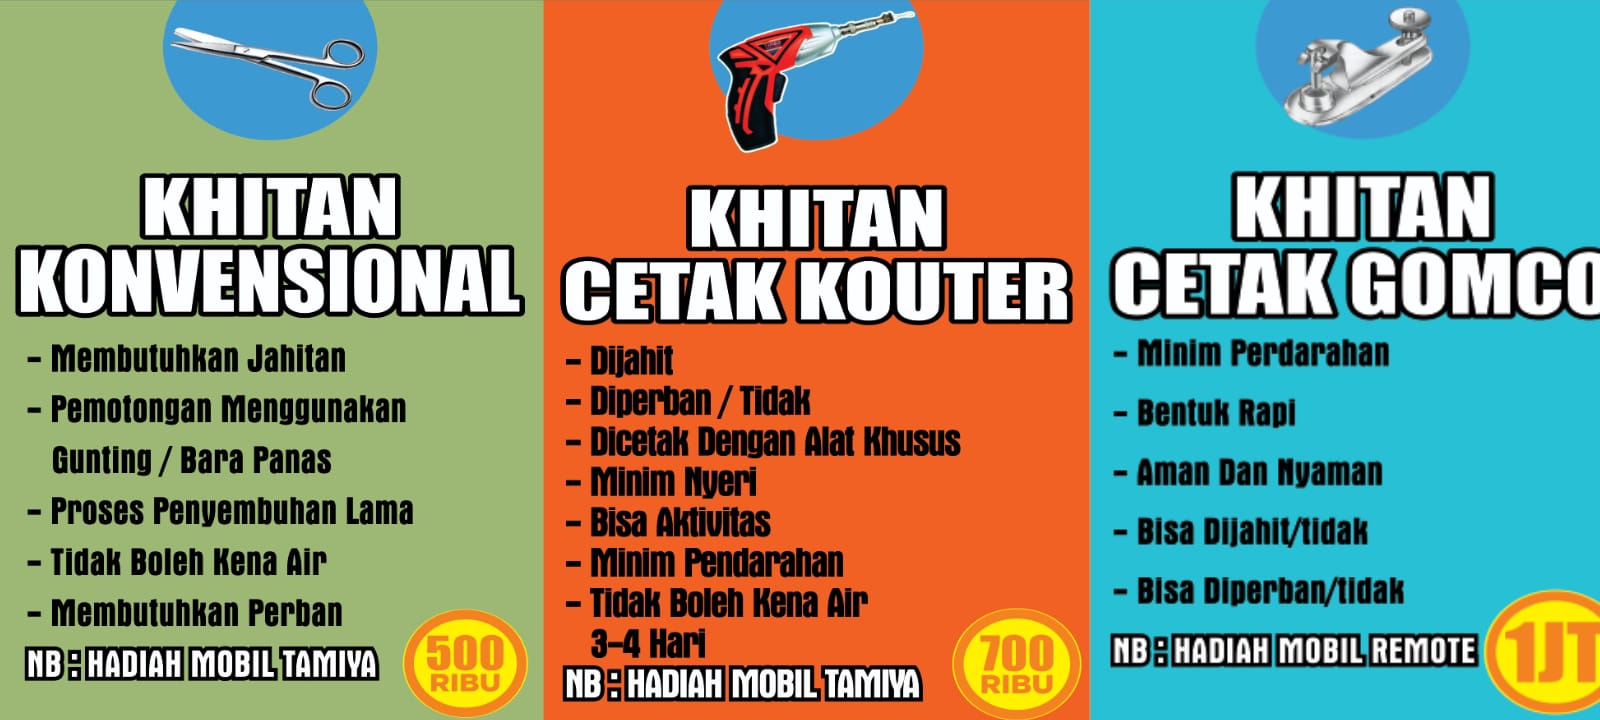 KHITAN
KONVENSIONAL
- Membutuhkan Jahitan
- Pemotongan Menggunakan
Gunting / Bara Panas
- Proses Penyembuhan Lama
- Tidak Boleh Kena Air
- Membutuhkan Perban
NB : HADIAH MOBIL TAMIYA
500
RIBU
KHITAN
CETAK KOUTER
- Dijahit
- Diperban / Tidak
- Dicetak Dengan Alat Khusus
- Minim Nyeri
- Bisa Aktivitas
- Minim Pendarahan
- Tidak Boleh Kena Air
3-4 Hari
NB : HADIAH MOBIL TAMIYA
700
RIBU
KHITAN
CETAK GOMCO
- Minim Perdarahan
- Bentuk Rapi
- Aman Dan Nyaman
- Bisa Dijahit/tidak
- Bisa Diperban/tidak
NB : HADIAH MOBIL REMOTE
1JT